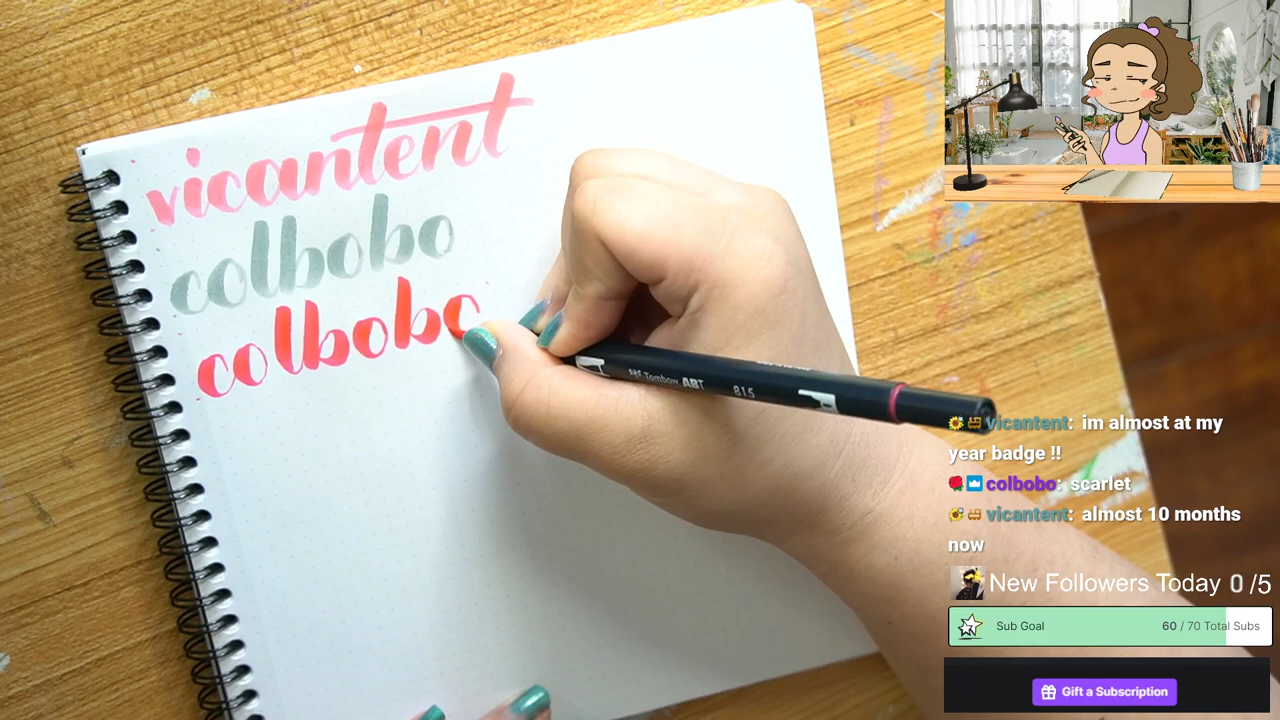 vicantent
colbobo
colbobo
Tombow ABT 815
vicantent: im almost at my
year badge !!
colbobo: scarlet
vicantent: almost 10 months
now
New Followers Today 0 /5
Sub Goal 60 / 70 Total Subs
Gift a Subscription